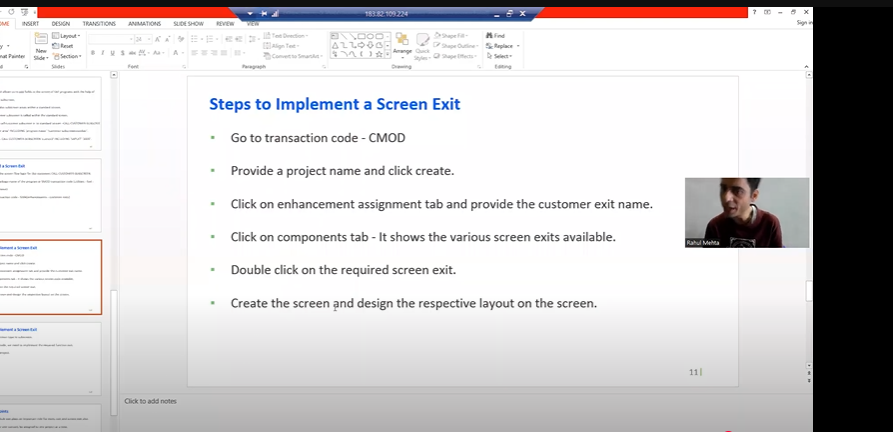 183.82.109.224
INSERT DESIGN TRANSITIONS ANIMATIONS SLIDE SHOW REVIEW VIEW
Sign in
Layout
Reset
Section
New
Slide
Text Direction
Align Text
Convert to SmartArt
Arrange
Quick
Styles
Shape Fill
Shape Outline
Shape Effects
Find
Replace
Select
Slides
Font
Paragraph
Drawing
Editing
Steps to Implement a Screen Exit
Go to transaction code - CMOD
Provide a project name and click create.
Click on enhancement assignment tab and provide the customer exit name.
Click on components tab - It shows the various screen exits available.
Double click on the required screen exit.
Create the screen and design the respective layout on the screen.
11
Rahul Mehta
Click to add notes